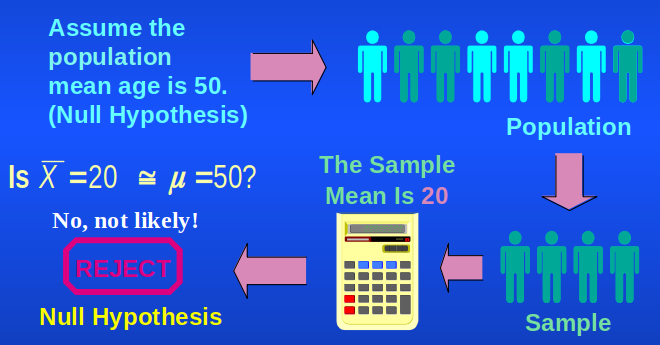 Assume the
population
mean age is 50.
(Null Hypothesis)
Population
The Sample
Mean Is 20
Is X̅ =20 ≅ μ =50?
No, not likely!
REJECT
Null Hypothesis
Sample